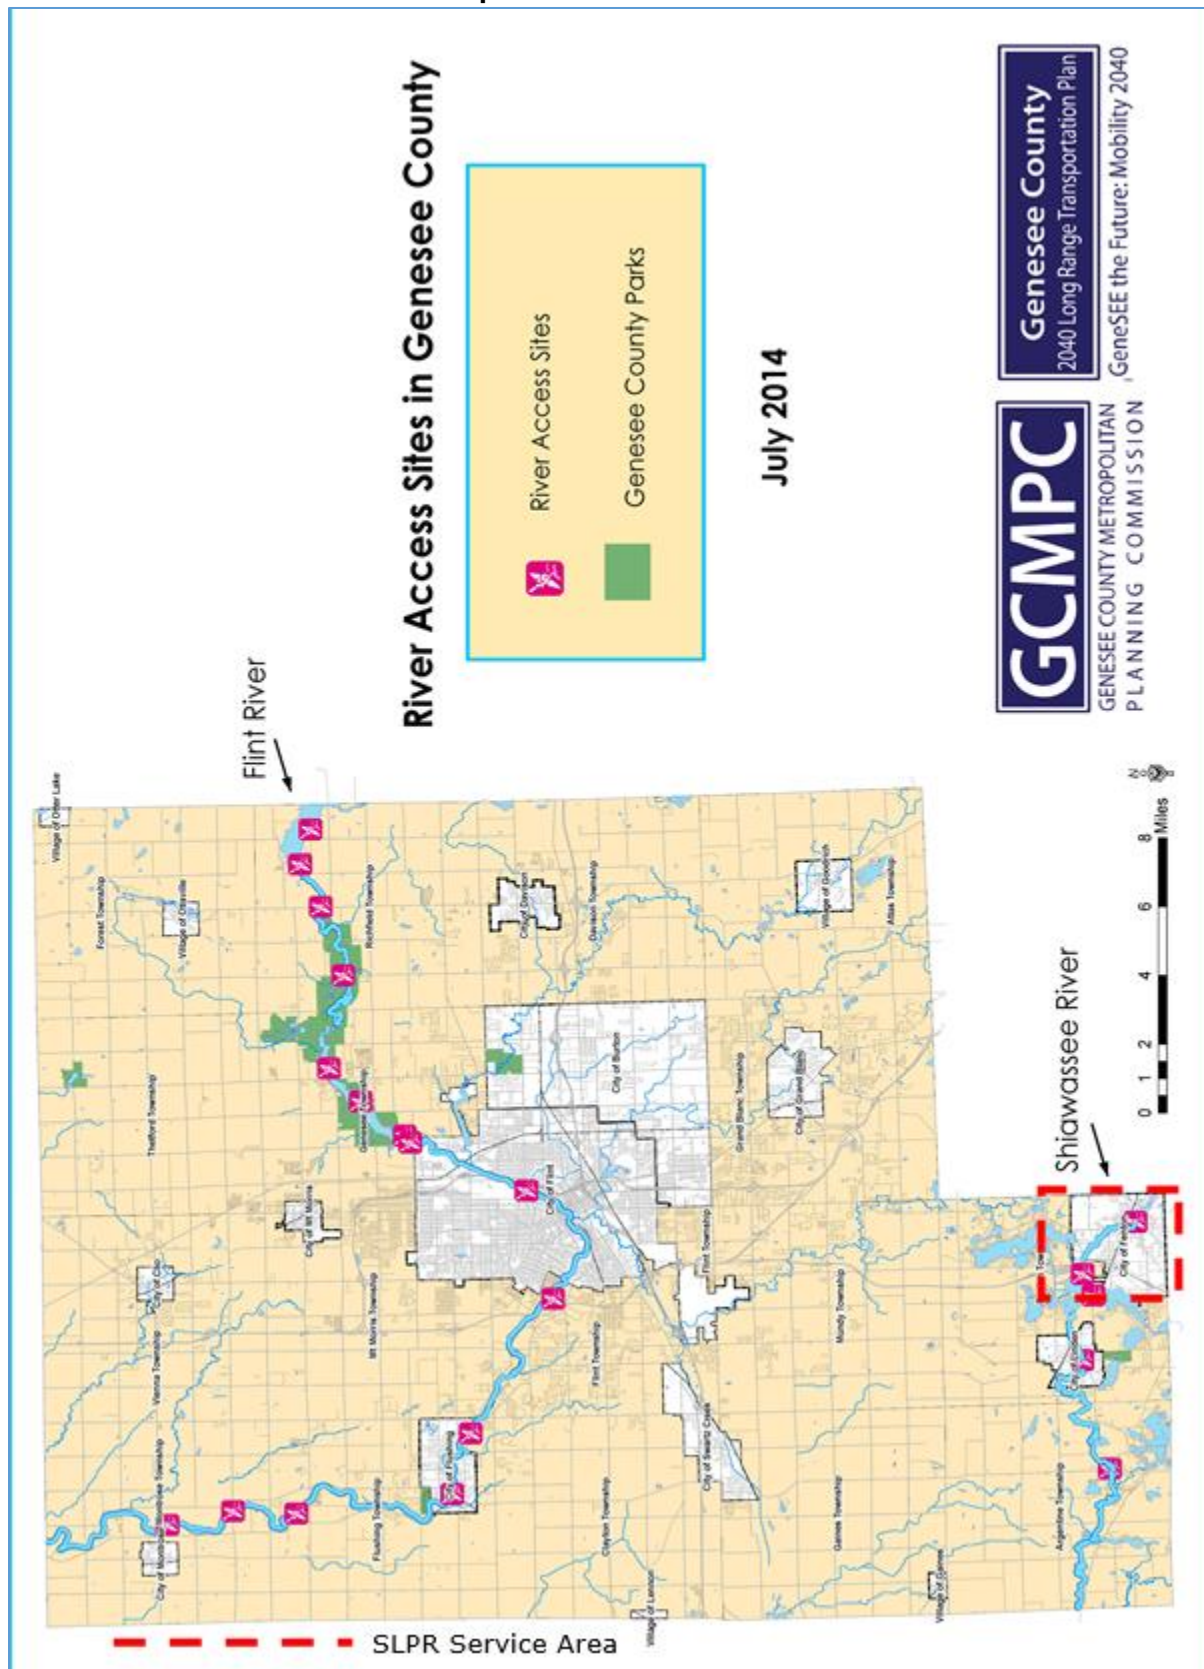 River Access Sites in Genesee County
River Access Sites
Genesee County Parks
July 2014
GCMPC
GENESEE COUNTY METROPOLITAN
PLANNING COMMISSION
Genesee County
2040 Long Range Transportation Plan
GeneSEE the Future: Mobility 2040
Flint River
Shiawassee River
Village of Otter Lake
Forest Township
Village of Otisville
Richfield Township
Thetford Township
Genesee Township
City of Mt Morris
City of Clio
Vienna Township
Mt Morris Township
Montrose Township
City of Montrose
Flushing Township
City of Flushing
City of Davison
Davison Township
City of Burton
City of Flint
Flint Township
Flint Township
Clayton Township
City of Swartz Creek
Village of Lennon
Village of Goodrich
Atlas Township
Grand Blanc Township
City of Grand Blanc
Mundy Township
Gaines Township
Village of Gaines
Argentine Township
City of Linden
City of Fenton
0 1 2 4 6 8
Miles
N
SLPR Service Area